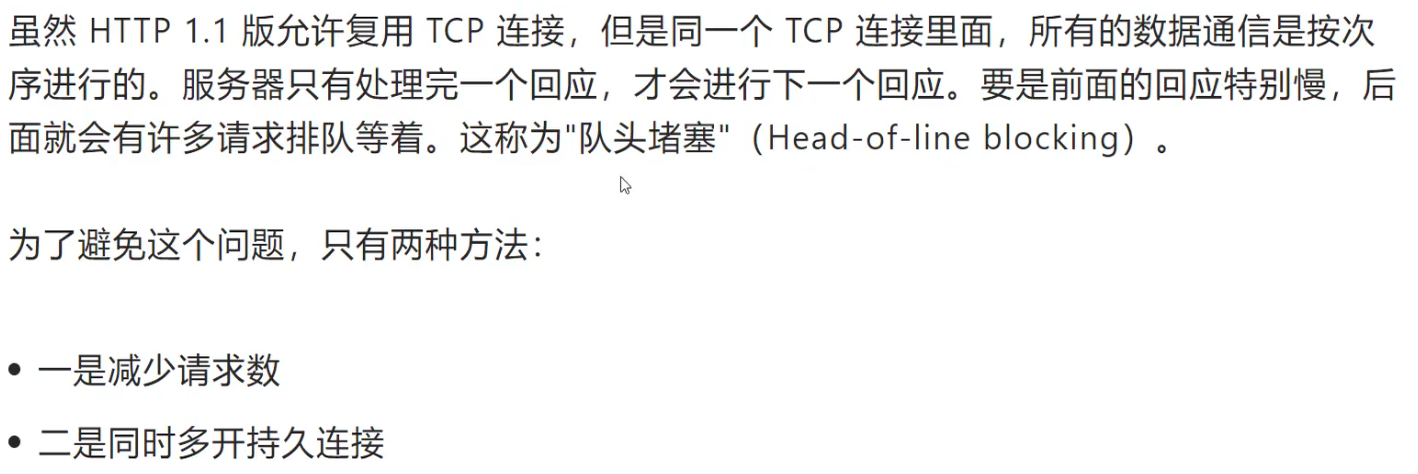 虽然 HTTP 1.1 版允许复用 TCP 连接，但是同一个 TCP 连接里面，所有的数据通信是按次
序进行的。服务器只有处理完一个回应，才会进行下一个回应。要是前面的回应特别慢，后
面就会有许多请求排队等着。这称为"队头堵塞"（Head-of-line blocking）。
为了避免这个问题，只有两种方法：
• 一是减少请求数
• 二是同时多开持久连接